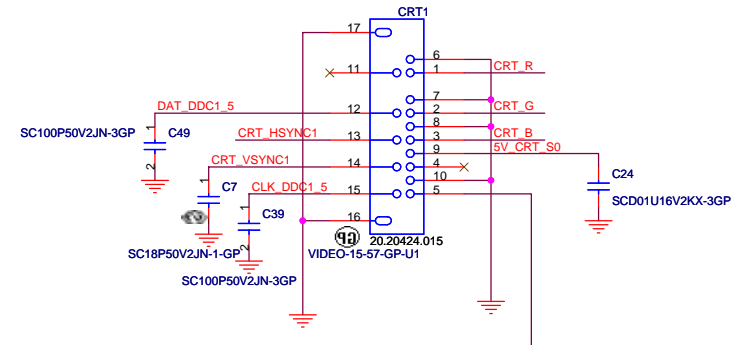 CRT1
17
6
11
1
CRT_R
7
DAT_DDC1_5
12
2
CRT_G
1
8
SC100P50V2JN-3GP
C49
CRT_HSYNC1
13
3
CRT_B
9
5V_CRT_S0
2
CRT_VSYNC1
14
4
C24
1
10
C7
CLK_DDC1_5
15
5
SCD01U16V2KX-3GP
1
C39
16
GP
20.20424.015
2
SC18P50V2JN-1-GP
VIDEO-15-57-GP-U1
SC100P50V2JN-3GP